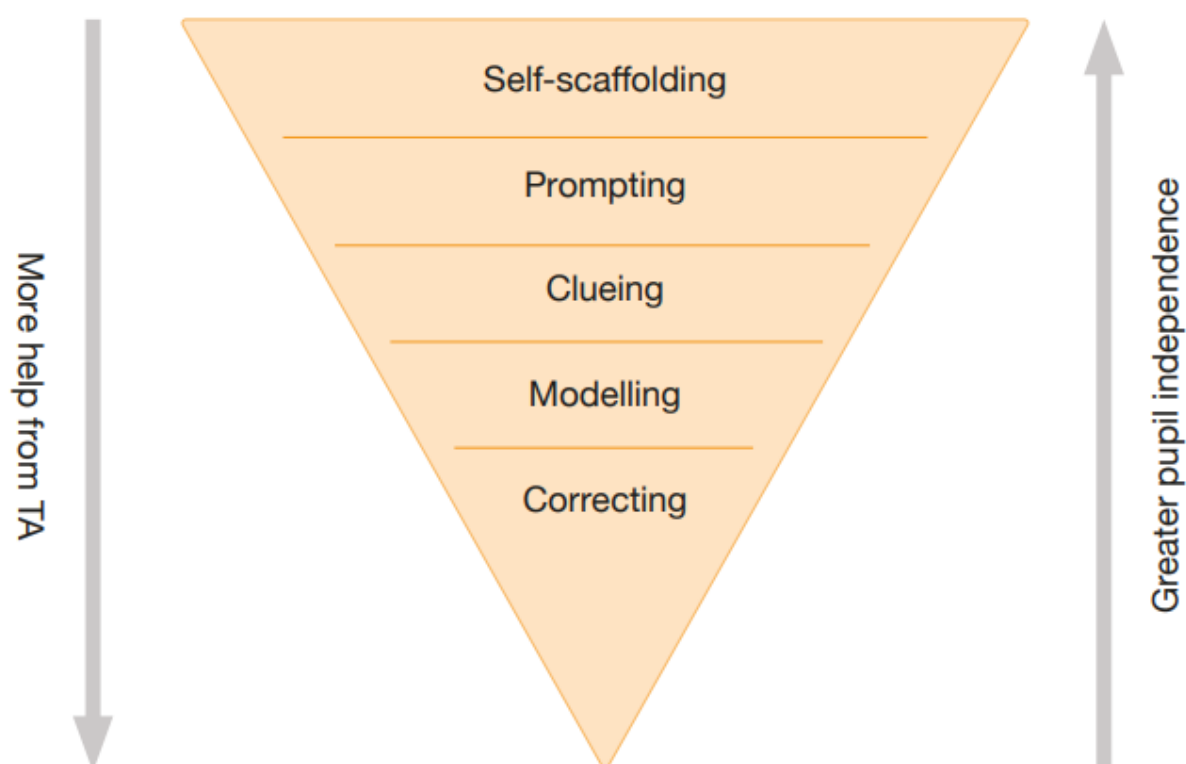 Self-scaffolding
Prompting
Clueing
Modelling
Correcting
More help from TA
Greater pupil independence